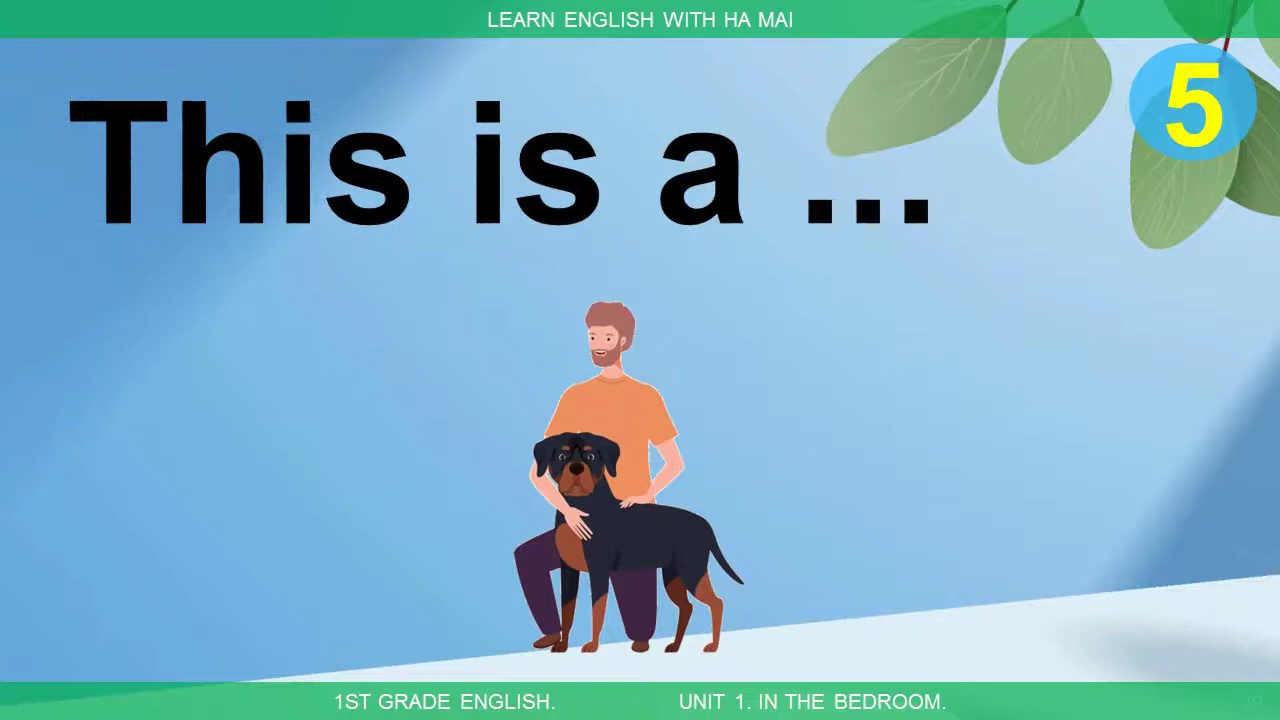 LEARN ENGLISH WITH HA MAI
5
This is a ...
1ST GRADE ENGLISH. UNIT 1. IN THE BEDROOM.